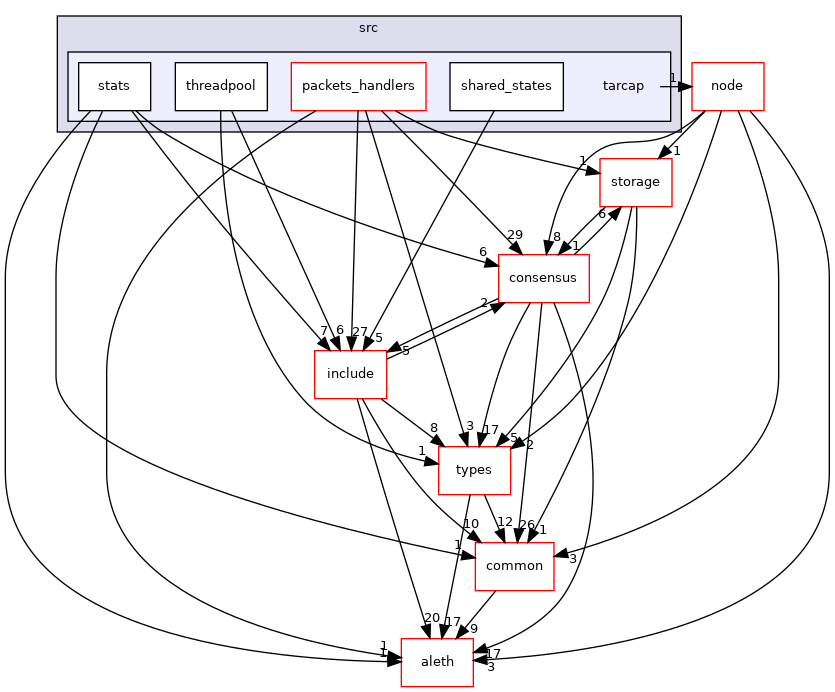 src
stats
threadpool
packets_handlers
shared_states
tarcap
1
node
1
1
storage
6
29
8
1
6
consensus
2
7
6
27
5
5
include
8
3
17
5
2
1
types
10
12
26
1
1
3
common
20
17
9
1
1
17
3
aleth